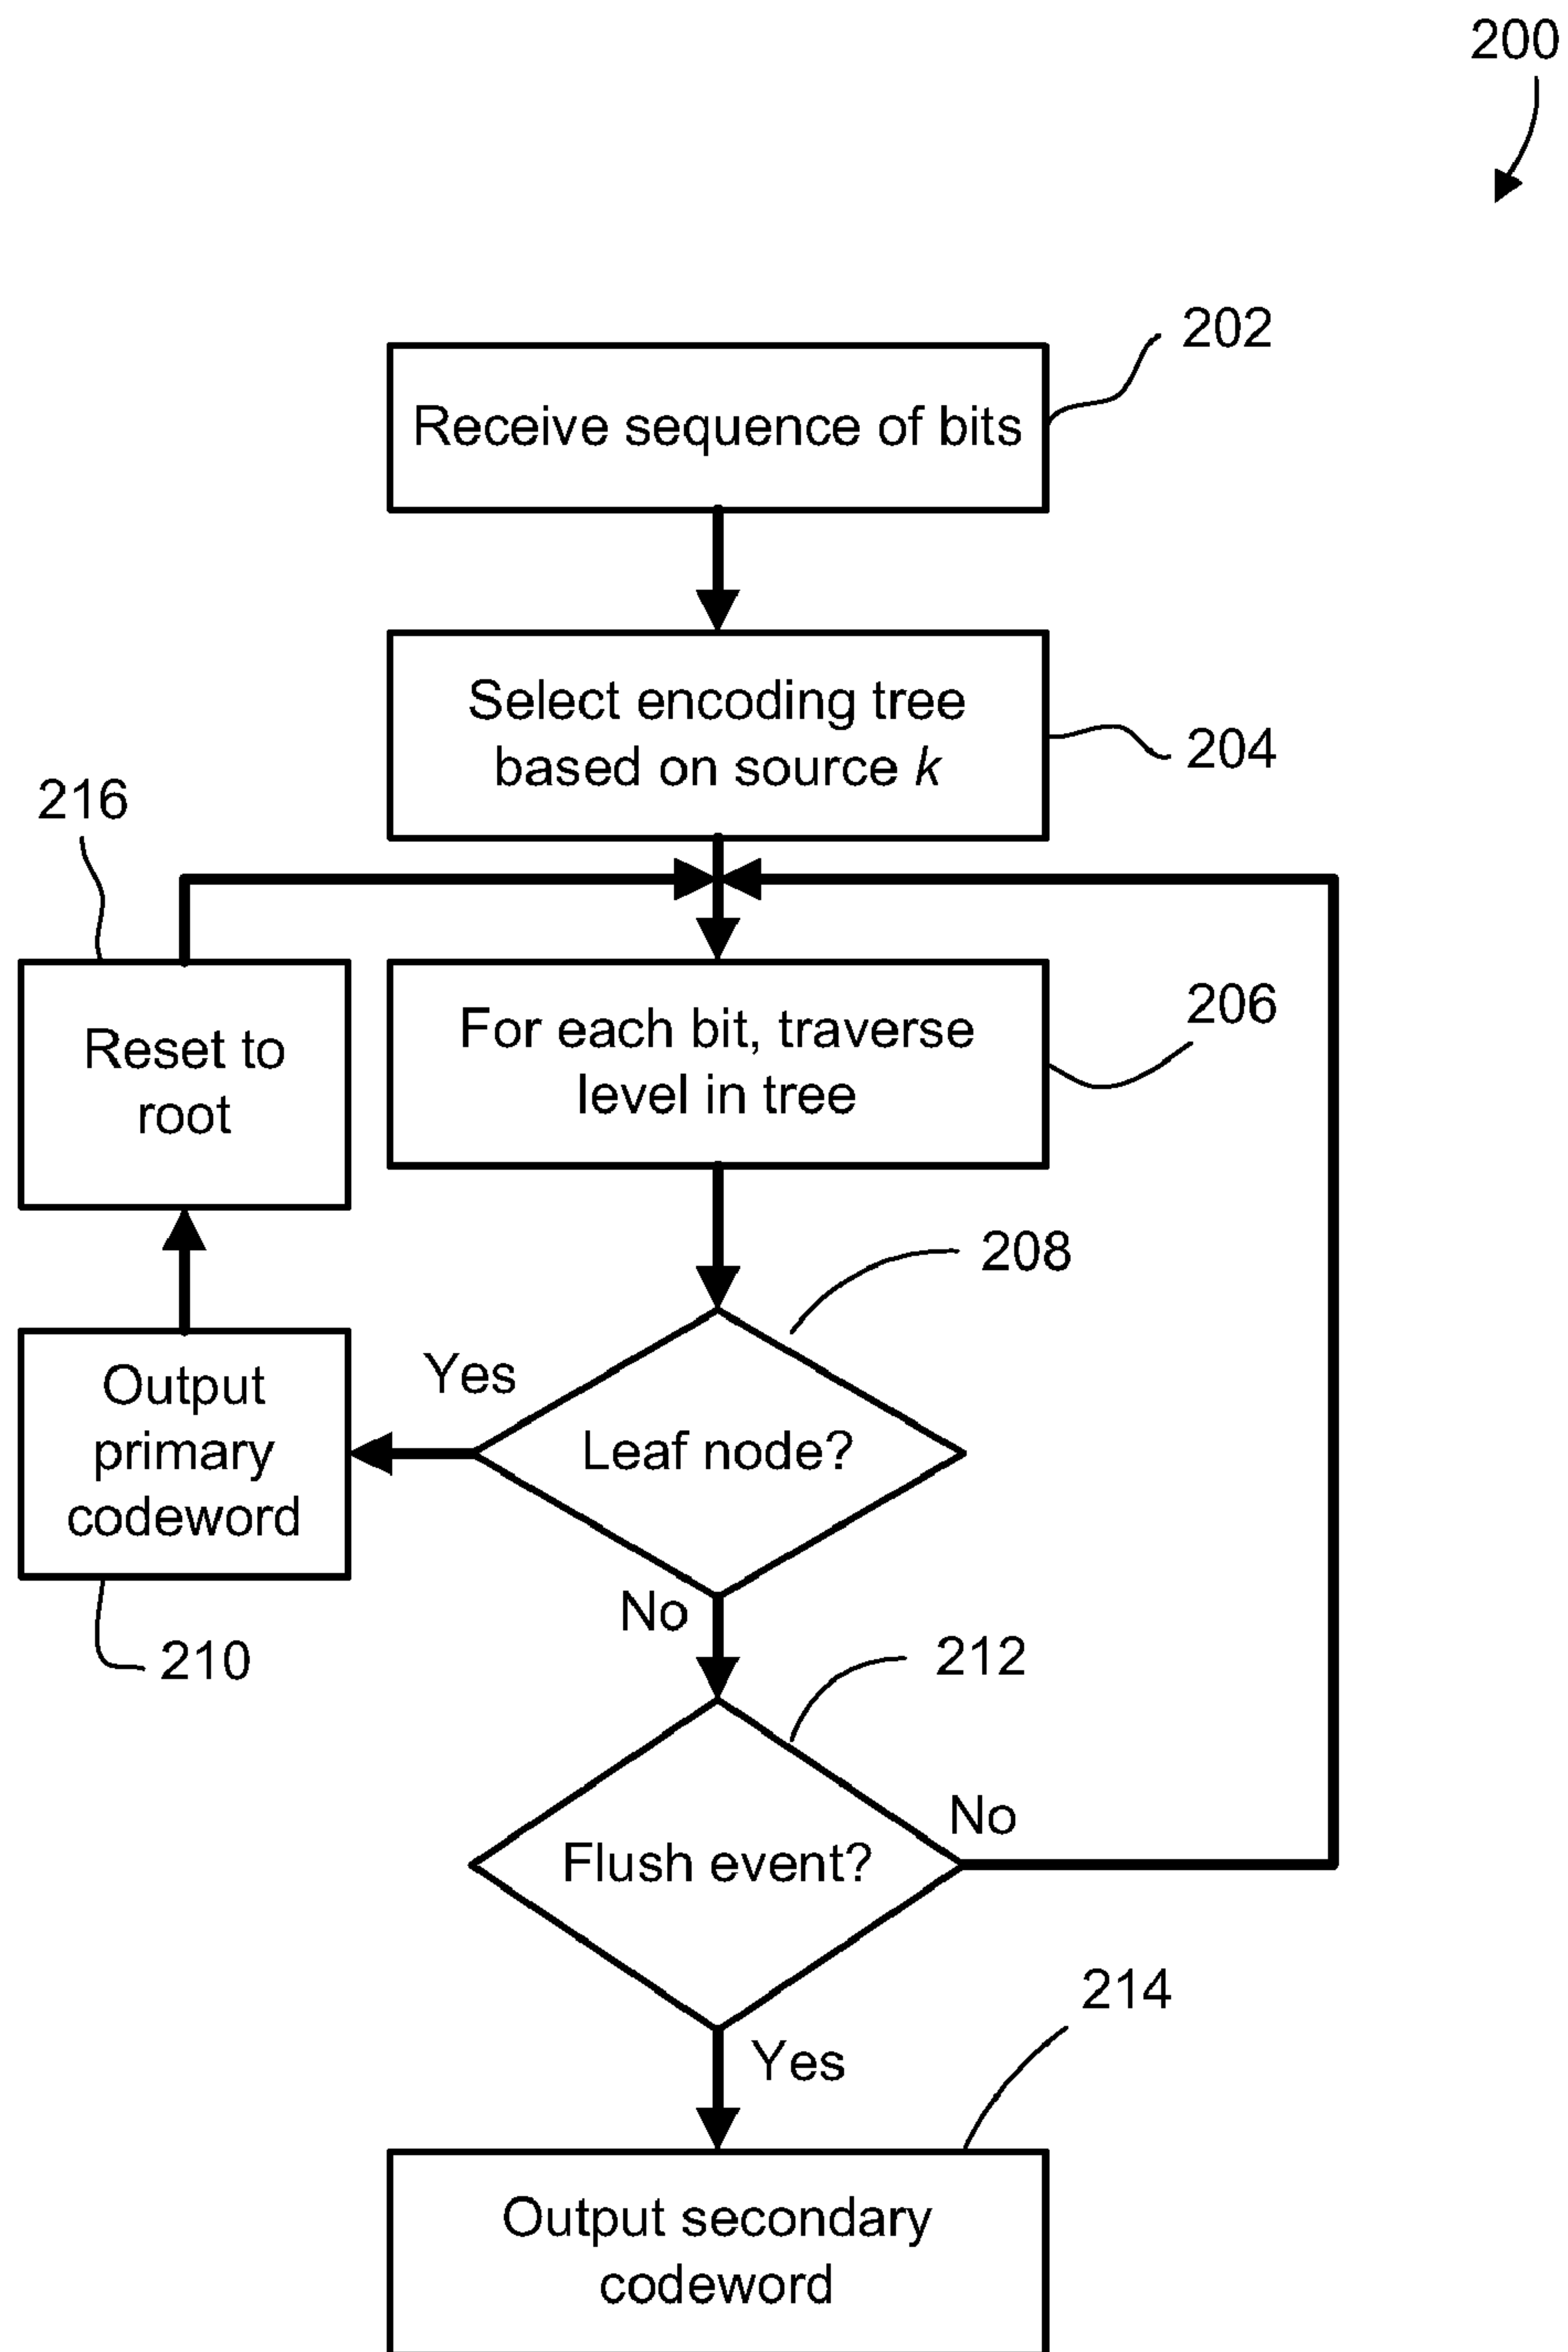 200
202
Receive sequence of bits
Select encoding tree
based on source k
204
216
Reset to
root
For each bit, traverse
level in tree
206
208
Yes
Output
primary
codeword
Leaf node?
No
210
212
No
Flush event?
214
Yes
Output secondary
codeword